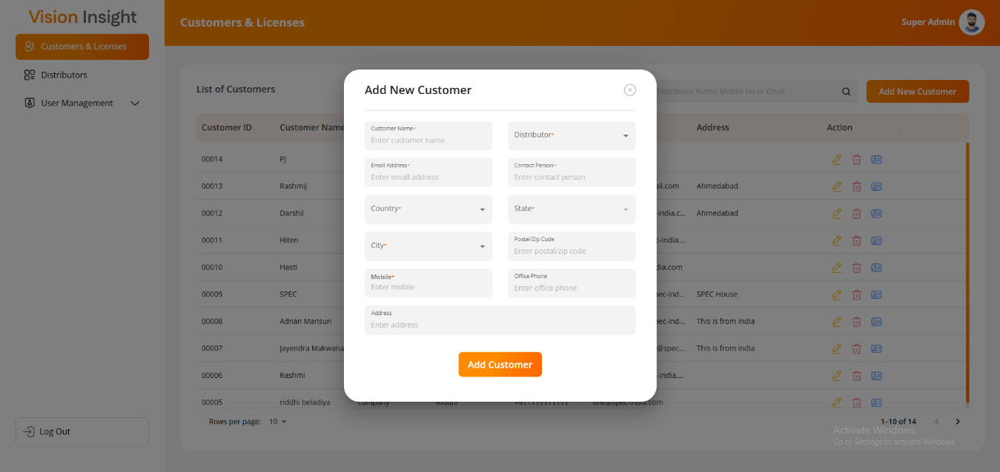 Vision Insight
Customers & Licenses
Distributors
User Management
Log Out
Customers & Licenses
Super Admin
List of Customers
Distributor Name, Mobile No or Email
Add New Customer
Customer ID Customer Name Address Action
00014 PJ
00013 Rashmij ail.com Ahmedabad
00012 Darshil -india.c... Ahmedabad
00011 Hiten -india....
00010 Hasti dia.com
00009 SPEC pec-ind... SPEC House
00008 Adnan Mansuri ec-ind... This is from india
00007 Jayendra Makwana @spec... This is from india
00006 Rashmi -india....
00005 riddhi beladiya company Riddhi +911111111111 one@spec-india.com
Rows per page: 10
1–10 of 14
Activate Windows
Go to Settings to activate Windows.
Add New Customer
Customer Name*
Enter customer name
Distributor*
Email Address*
Enter email address
Contact Person*
Enter contact person
Country*
State*
City*
Postal/Zip Code
Enter postal/zip code
Mobile*
Enter mobile
Office Phone
Enter office phone
Address
Enter address
Add Customer